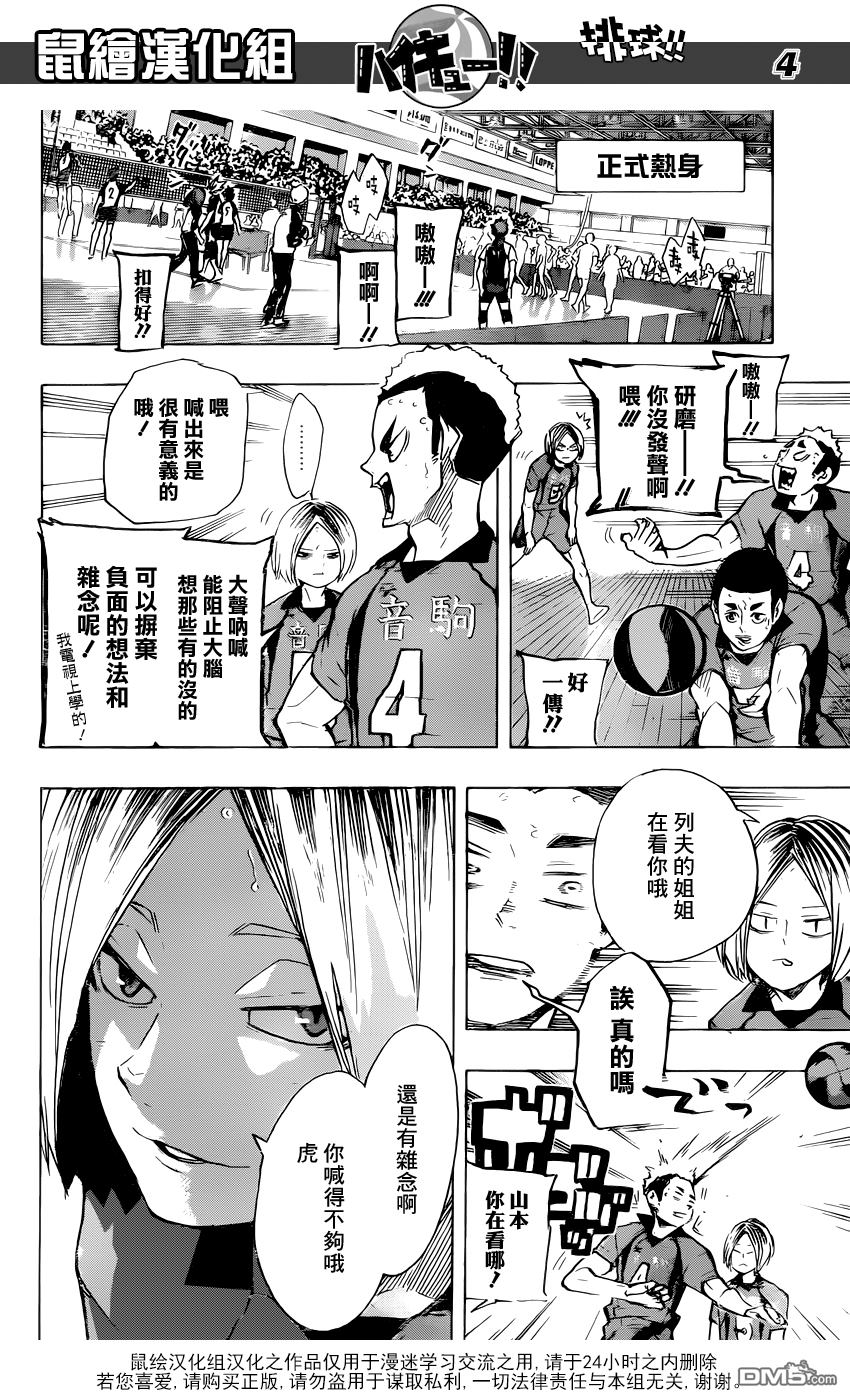 鼠繪漢化組
ハイキュー!!
排球!!
4
正式熱身
嗷嗷——!!!
啊啊——!!
扣得好!!
嗷嗷——!!
研磨——!!
你沒發聲啊
喂!!!
好
一傳!!
音駒
4
喂
喊出來是
很有意義的
哦!
………
大聲吶喊
能阻止大腦
想那些有的沒的
可以摒棄
負面的想法和
雜念呢!
我電視上學的!
音駒
4
列夫的姐姐
在看你哦
誒 真的嗎
山本
你在看哪!
還是有雜念啊
你喊得不夠哦
虎
鼠绘汉化组汉化之作品仅用于漫迷学习交流之用, 请于24小时之内删除
若您喜爱, 请购买正版, 请勿盗用于谋取私利, 一切法律责任与本组无关, 谢谢。
DM5.com